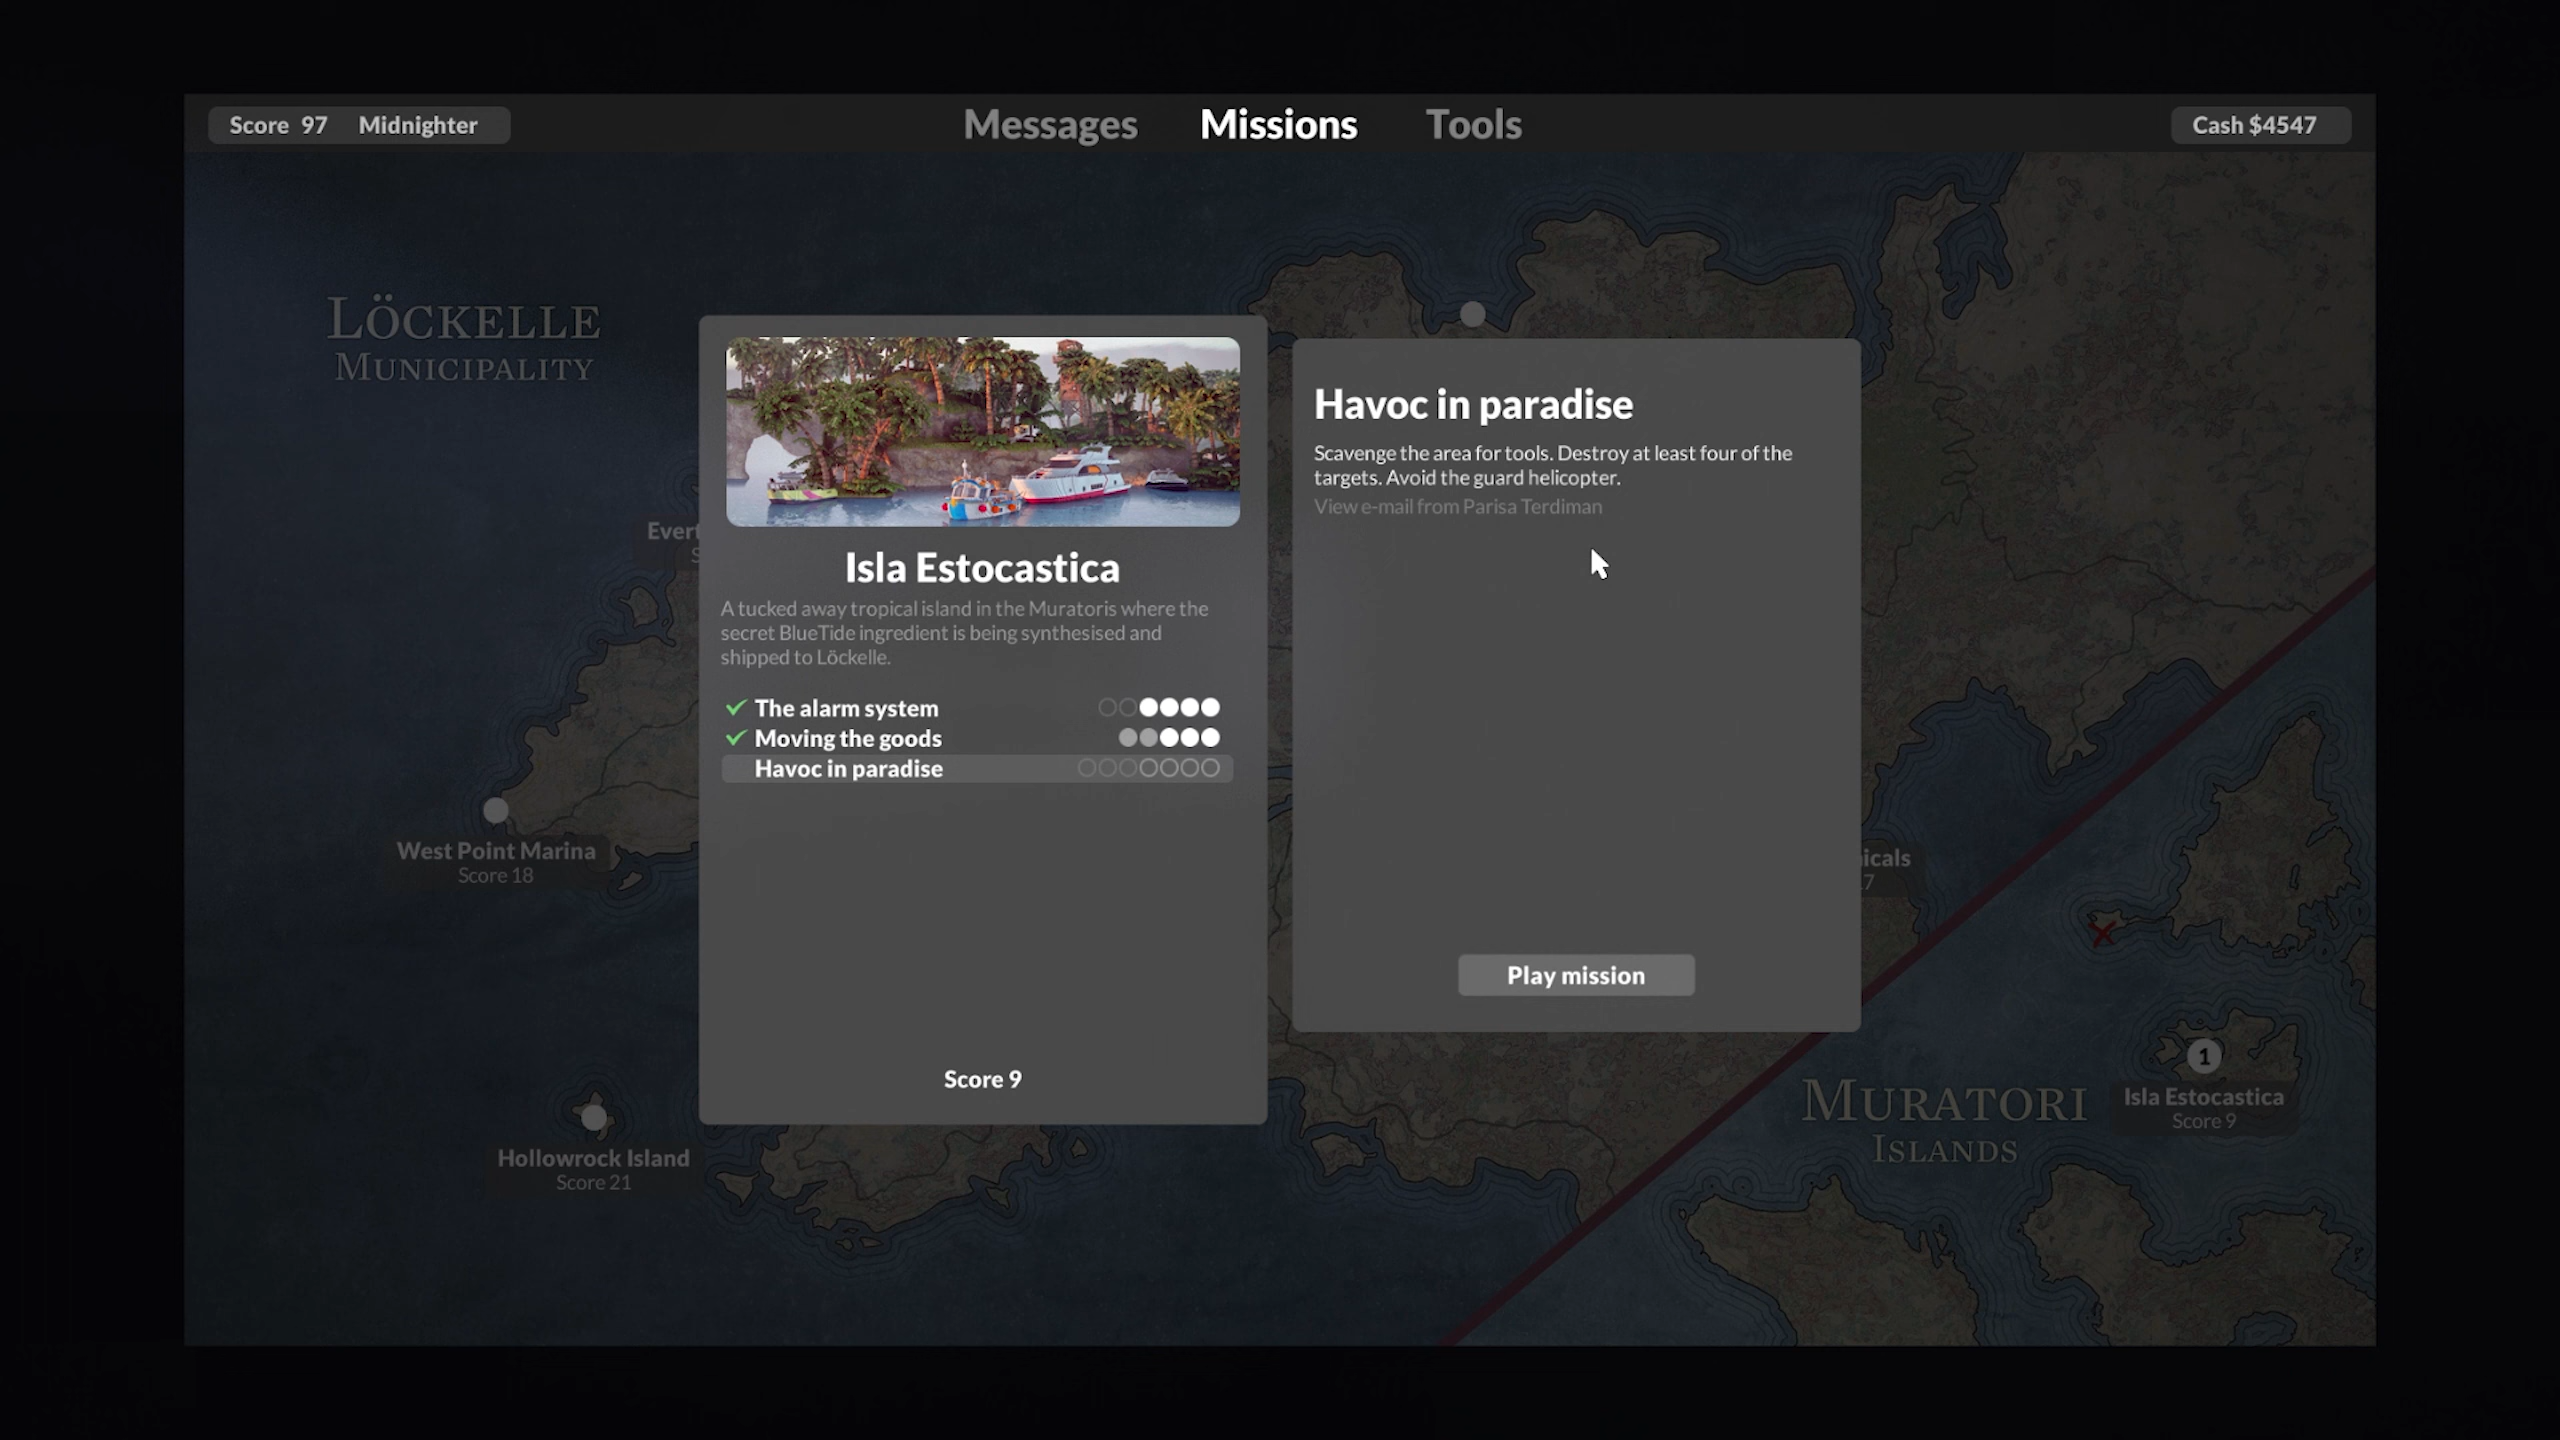 Score 97 Midnighter
Messages Missions Tools
Cash $4547
LÖCKELLE
MUNICIPALITY
Isla Estocastica
A tucked away tropical island in the Muratoris where the
secret BlueTide ingredient is being synthesised and
shipped to Löckelle.
The alarm system
Moving the goods
Havoc in paradise
Score 9
Havoc in paradise
Scavenge the area for tools. Destroy at least four of the
targets. Avoid the guard helicopter.
View e-mail from Parisa Terdiman
Play mission
West Point Marina
Score 18
Hollowrock Island
Score 21
MURATORI
ISLANDS
1
Isla Estocastica
Score 9